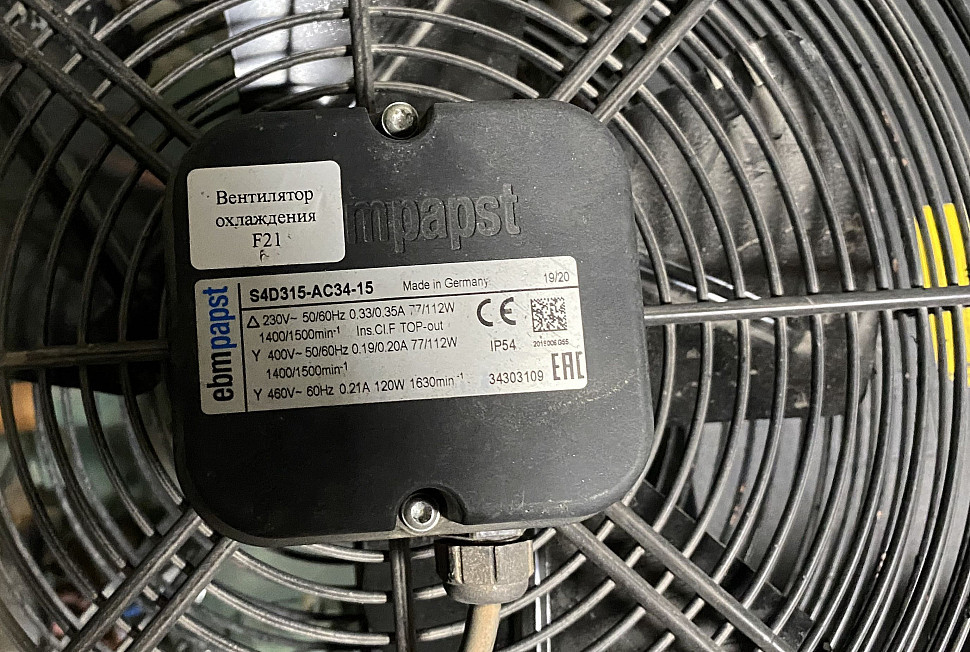 Вентилятор
охлаждения
F21
mpapst
ebmpapst
S4D315-AC34-15 Made in Germany 19/20
△ 230V~ 50/60Hz 0.33/0.35A 77/112W
1400/1500min-1 Ins.Cl.F TOP-out
Y 400V~ 50/60Hz 0.19/0.20A 77/112W
1400/1500min-1
Y 460V~ 60Hz 0.21A 120W 1630min-1
CE
IP54
34303109
EAC